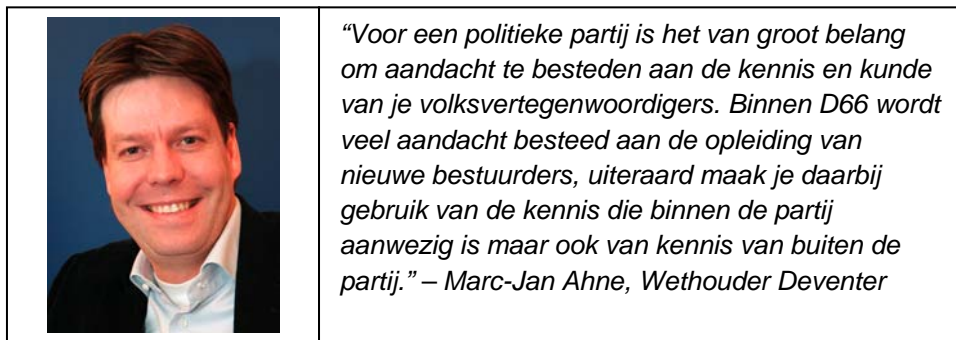 “Voor een politieke partij is het van groot belang
om aandacht te besteden aan de kennis en kunde
van je volksvertegenwoordigers. Binnen D66 wordt
veel aandacht besteed aan de opleiding van
nieuwe bestuurders, uiteraard maak je daarbij
gebruik van de kennis die binnen de partij
aanwezig is maar ook van kennis van buiten de
partij.” – Marc-Jan Ahne, Wethouder Deventer